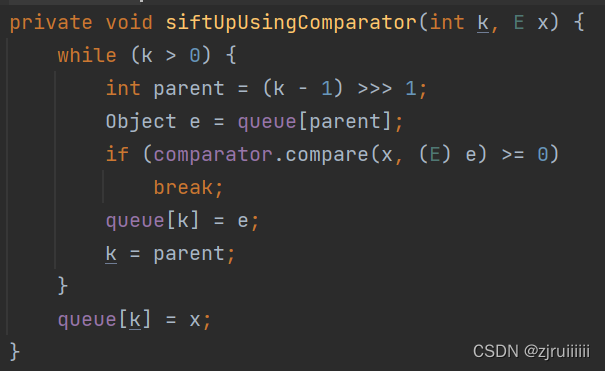 private void siftUpUsingComparator(int k, E x) {
    while (k > 0) {
        int parent = (k - 1) >>> 1;
        Object e = queue[parent];
        if (comparator.compare(x, (E) e) >= 0)
            break;
        queue[k] = e;
        k = parent;
    }
    queue[k] = x;
}
CSDN @zjruiiiiii